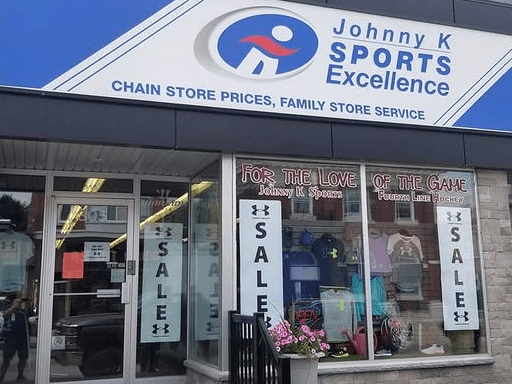 Johnny K
SPORTS
Excellence
CHAIN STORE PRICES, FAMILY STORE SERVICE
FOR THE LOVE OF THE GAME
Johnny K Sports
Fourth Line Hockey
SALE
SALE
SALE
OPEN